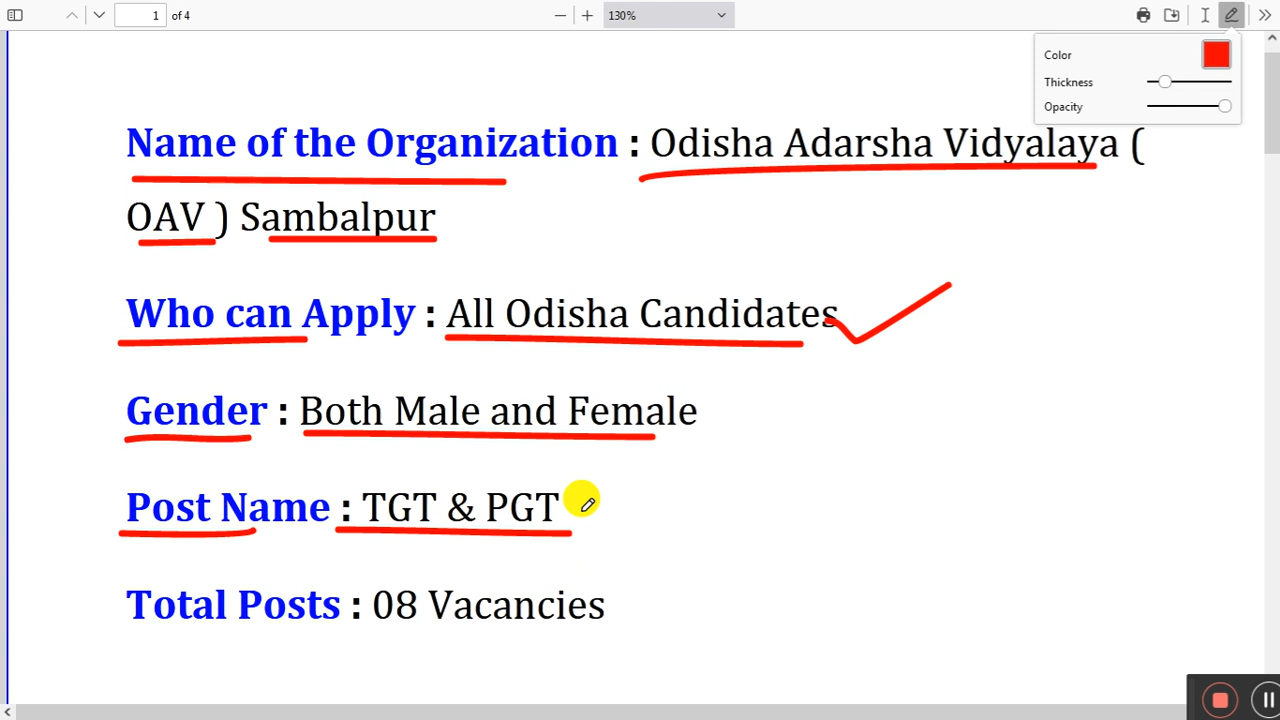 1 of 4 130%
Color
Thickness
Opacity
Name of the Organization : Odisha Adarsha Vidyalaya (
OAV ) Sambalpur
Who can Apply : All Odisha Candidates
Gender : Both Male and Female
Post Name : TGT & PGT
Total Posts : 08 Vacancies